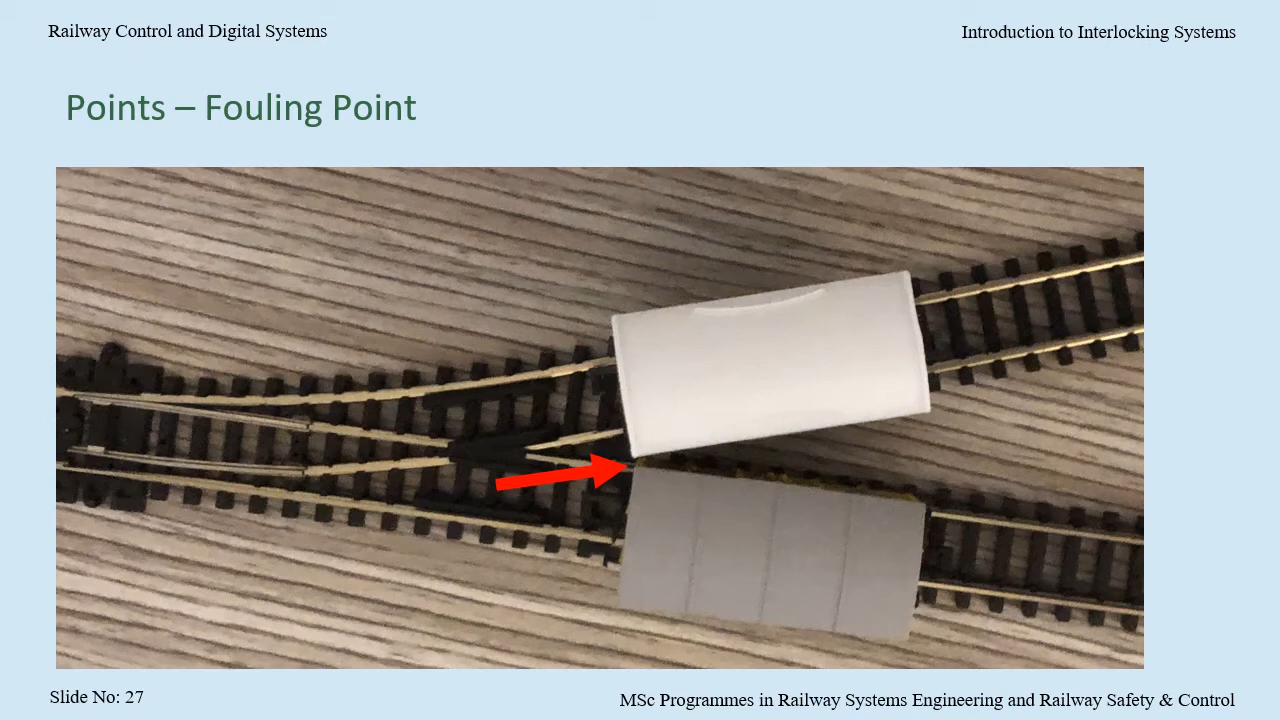 Railway Control and Digital Systems
Introduction to Interlocking Systems
Points – Fouling Point
Slide No: 27
MSc Programmes in Railway Systems Engineering and Railway Safety & Control